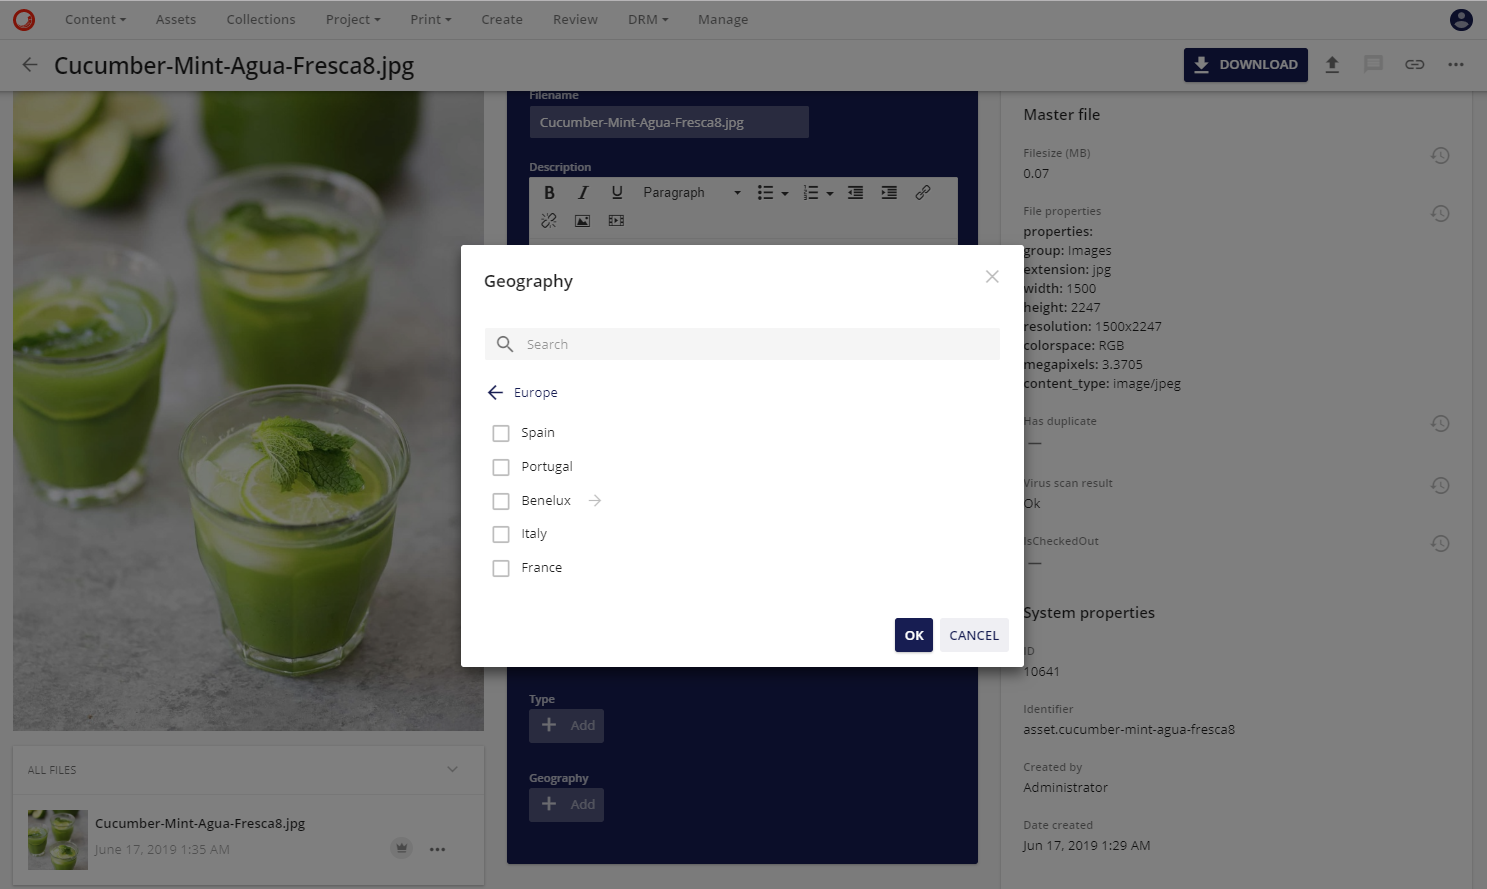 Content
Assets
Collections
Project
Print
Create
Review
DRM
Manage
Cucumber-Mint-Agua-Fresca8.jpg
DOWNLOAD
Filename
Cucumber-Mint-Agua-Fresca8.jpg
Description
B I U Paragraph
Geography
Search
Europe
Spain
Portugal
Benelux
Italy
France
OK
CANCEL
Type
Add
Geography
Add
ALL FILES
Cucumber-Mint-Agua-Fresca8.jpg
June 17, 2019 1:35 AM
Master file
Filesize (MB)
0.07
File properties
properties:
group: Images
extension: jpg
width: 1500
height: 2247
resolution: 1500x2247
colorspace: RGB
megapixels: 3.3705
content_type: image/jpeg
Has duplicate
—
Virus scan result
Ok
IsCheckedOut
—
System properties
ID
10641
Identifier
asset.cucumber-mint-agua-fresca8
Created by
Administrator
Date created
Jun 17, 2019 1:29 AM